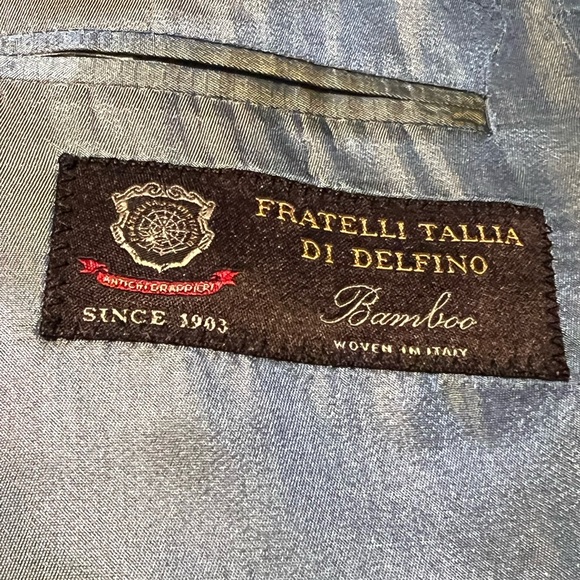 ANTICHI DRAPPIERI
SINCE 1903
FRATELLI TALLIA
DI DELFINO
Bamboo
WOVEN IN ITALY